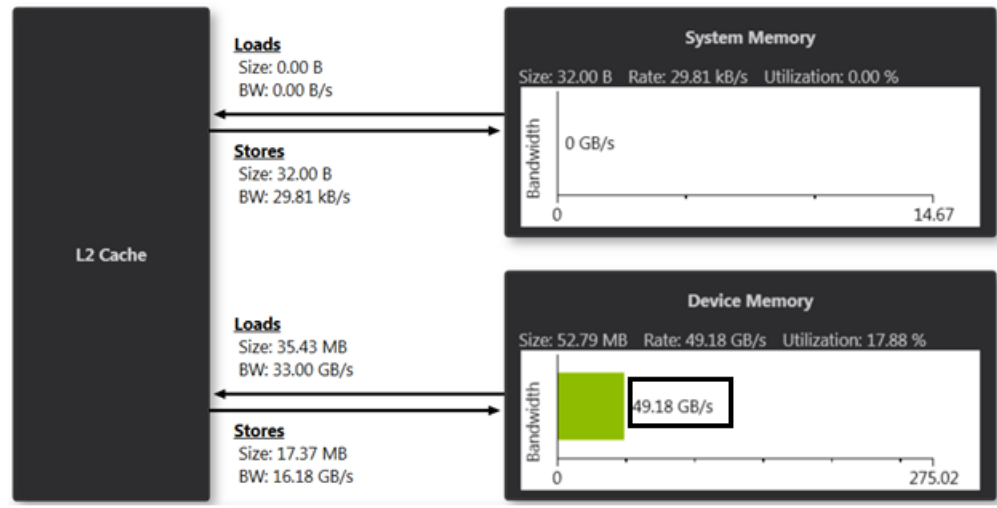 L2 Cache
Loads
Size: 0.00 B
BW: 0.00 B/s
Stores
Size: 32.00 B
BW: 29.81 kB/s
System Memory
Size: 32.00 B Rate: 29.81 kB/s Utilization: 0.00 %
Bandwidth
0 GB/s
0 14.67
Loads
Size: 35.43 MB
BW: 33.00 GB/s
Stores
Size: 17.37 MB
BW: 16.18 GB/s
Device Memory
Size: 52.79 MB Rate: 49.18 GB/s Utilization: 17.88 %
Bandwidth
49.18 GB/s
0 275.02